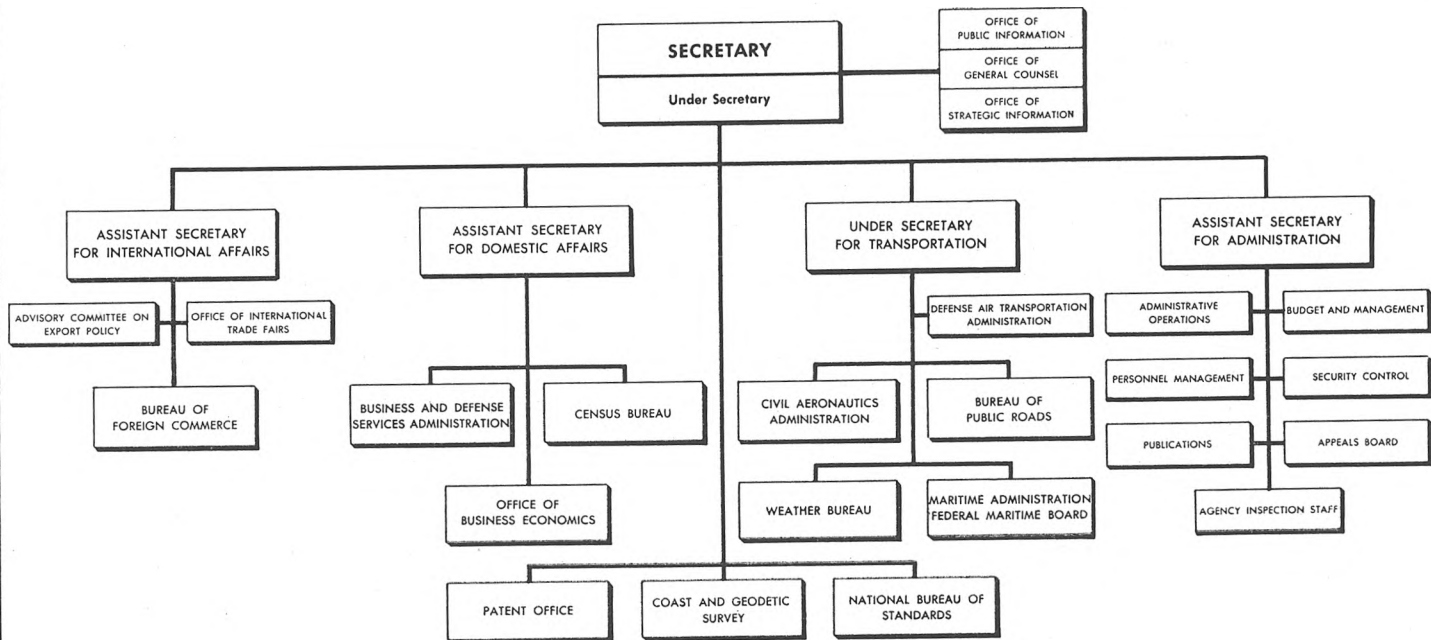 SECRETARY
Under Secretary
OFFICE OF
PUBLIC INFORMATION
OFFICE OF
GENERAL COUNSEL
OFFICE OF
STRATEGIC INFORMATION
ASSISTANT SECRETARY
FOR INTERNATIONAL AFFAIRS
ADVISORY COMMITTEE ON
EXPORT POLICY
OFFICE OF INTERNATIONAL
TRADE FAIRS
BUREAU OF
FOREIGN COMMERCE
ASSISTANT SECRETARY
FOR DOMESTIC AFFAIRS
BUSINESS AND DEFENSE
SERVICES ADMINISTRATION
CENSUS BUREAU
OFFICE OF
BUSINESS ECONOMICS
UNDER SECRETARY
FOR TRANSPORTATION
DEFENSE AIR TRANSPORTATION
ADMINISTRATION
CIVIL AERONAUTICS
ADMINISTRATION
BUREAU OF
PUBLIC ROADS
WEATHER BUREAU
MARITIME ADMINISTRATION
FEDERAL MARITIME BOARD
ASSISTANT SECRETARY
FOR ADMINISTRATION
ADMINISTRATIVE
OPERATIONS
BUDGET AND MANAGEMENT
PERSONNEL MANAGEMENT
SECURITY CONTROL
PUBLICATIONS
APPEALS BOARD
AGENCY INSPECTION STAFF
PATENT OFFICE
COAST AND GEODETIC
SURVEY
NATIONAL BUREAU OF
STANDARDS